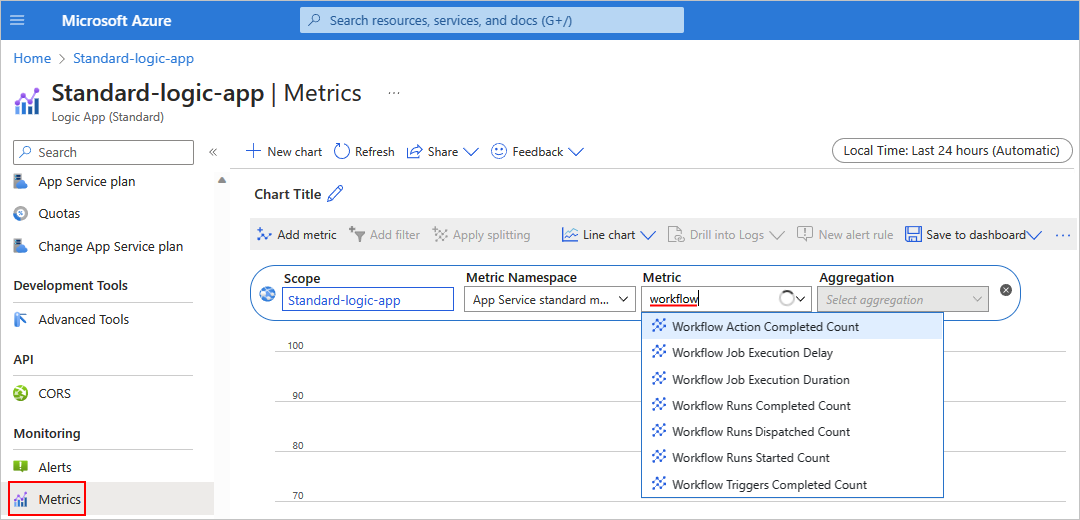 Microsoft Azure
Search resources, services, and docs (G+/)
Home > Standard-logic-app
Standard-logic-app | Metrics ...
Logic App (Standard)
Search
«
New chart Refresh Share Feedback
Local Time: Last 24 hours (Automatic)
App Service plan
Quotas
Change App Service plan
Development Tools
Advanced Tools
API
CORS
Monitoring
Alerts
Metrics
Chart Title
Add metric Add filter Apply splitting Line chart Drill into Logs New alert rule Save to dashboard ...
Scope Metric Namespace Metric Aggregation
Standard-logic-app App Service standard m... workflow Select aggregation
Workflow Action Completed Count
Workflow Job Execution Delay
Workflow Job Execution Duration
Workflow Runs Completed Count
Workflow Runs Dispatched Count
Workflow Runs Started Count
Workflow Triggers Completed Count
100
90
80
70